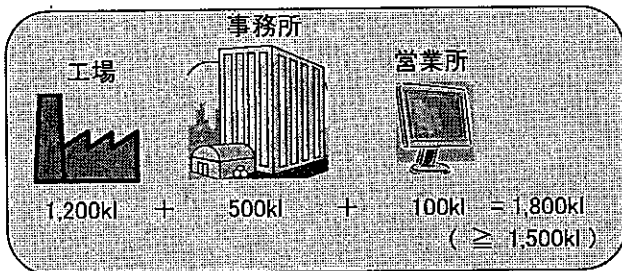 事務所
工場
営業所
1,200kl + 500kl + 100kl = 1,800kl
( ≧ 1,500kl )